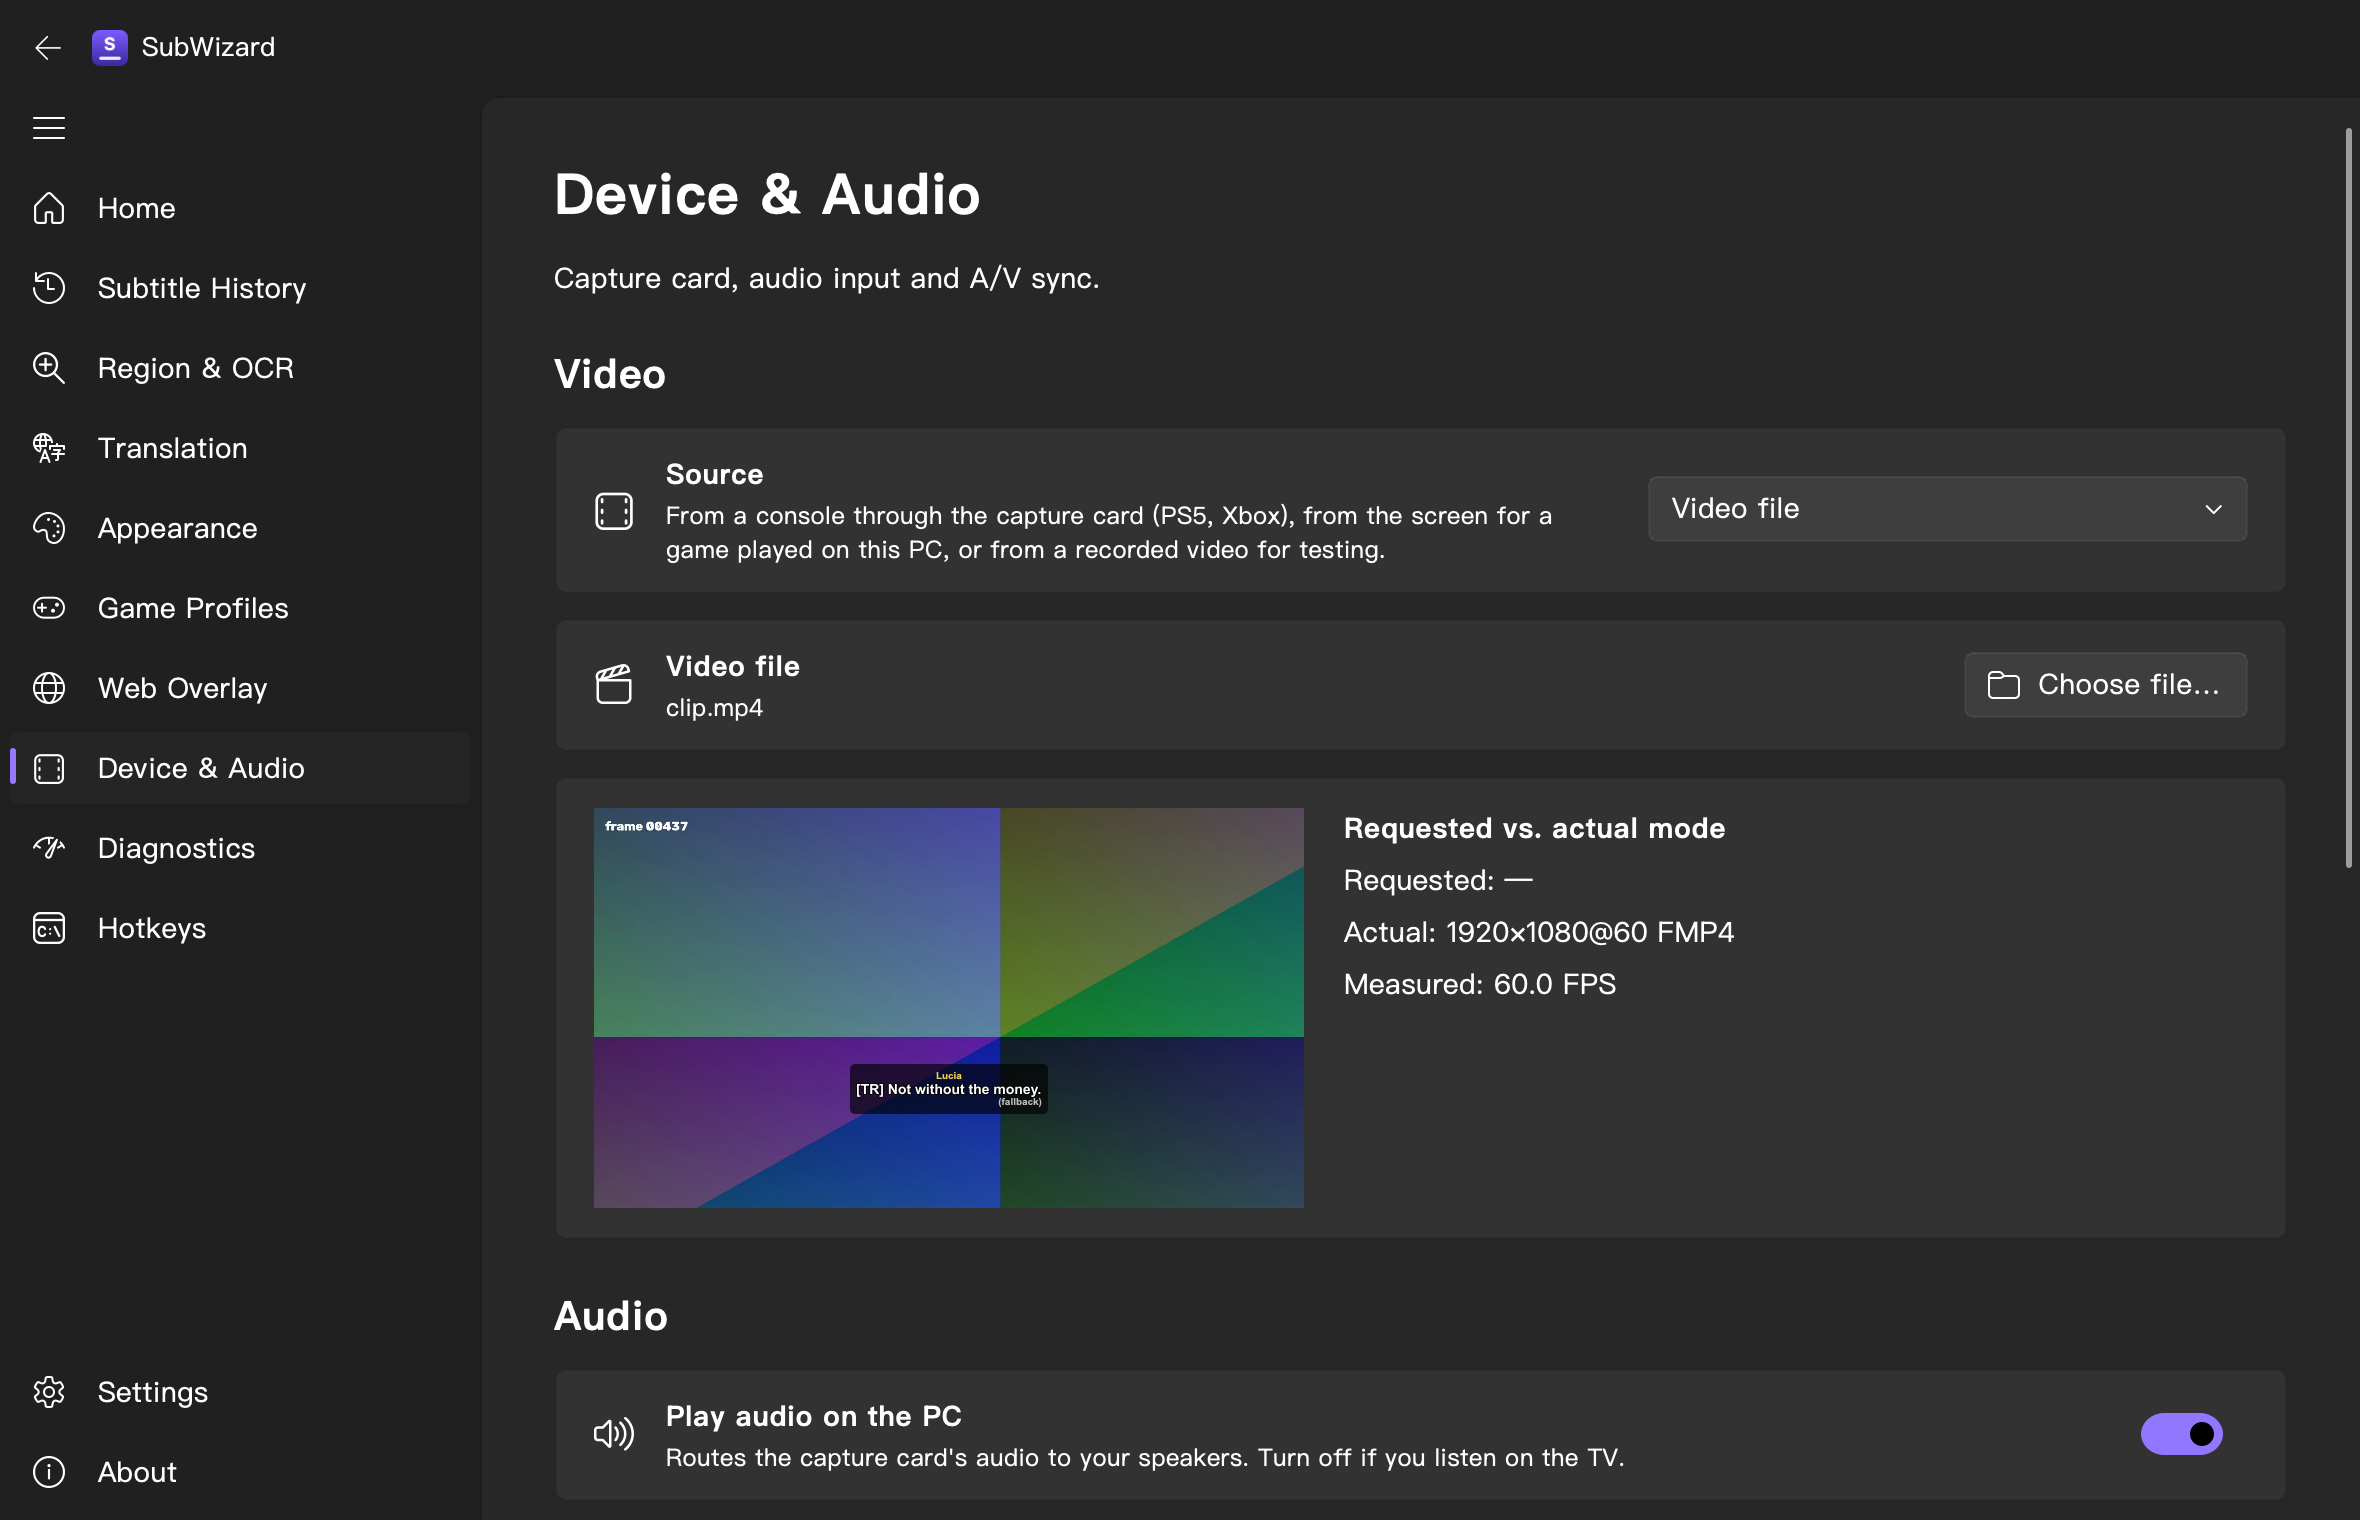 S SubWizard
Home
Subtitle History
Region & OCR
Translation
Appearance
Game Profiles
Web Overlay
Device & Audio
Diagnostics
Hotkeys
Settings
About
Device & Audio
Capture card, audio input and A/V sync.
Video
Source
From a console through the capture card (PS5, Xbox), from the screen for a
game played on this PC, or from a recorded video for testing.
Video file
Video file
clip.mp4
Choose file...
frame 00437
Lucia
[TR] Not without the money.
(fallback)
Requested vs. actual mode
Requested: —
Actual: 1920×1080@60 FMP4
Measured: 60.0 FPS
Audio
Play audio on the PC
Routes the capture card's audio to your speakers. Turn off if you listen on the TV.